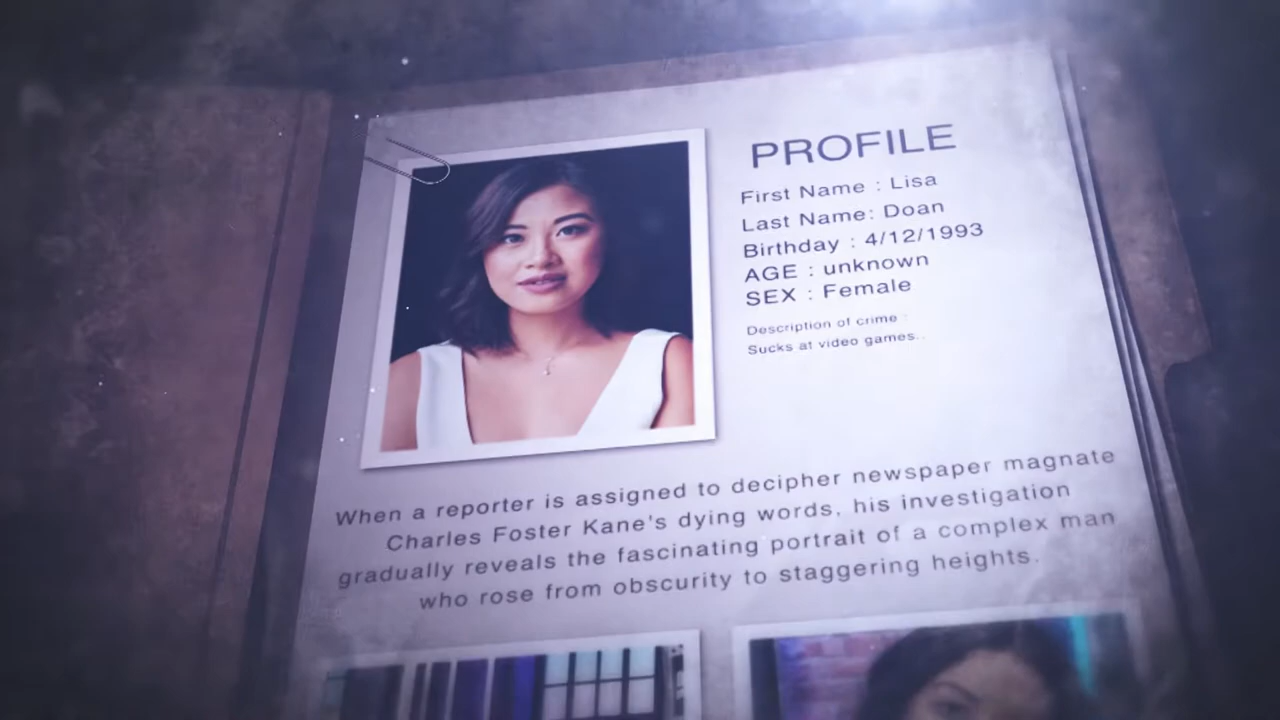 PROFILE
First Name : Lisa
Last Name: Doan
Birthday : 4/12/1993
AGE : unknown
SEX : Female
Description of crime :
Sucks at video games..
When a reporter is assigned to decipher newspaper magnate
Charles Foster Kane's dying words, his investigation
gradually reveals the fascinating portrait of a complex man
who rose from obscurity to staggering heights.